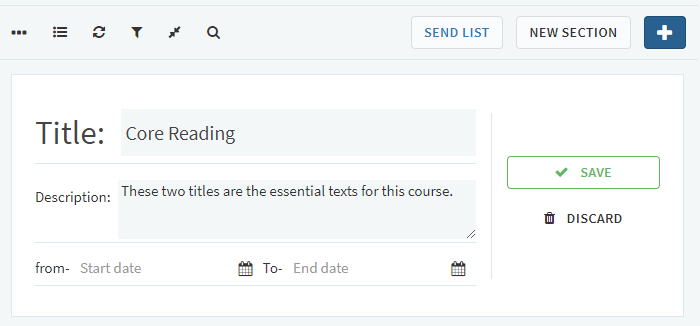 SEND LIST NEW SECTION
Title: Core Reading
SAVE
Description: These two titles are the essential texts for this course.
DISCARD
from- Start date To- End date